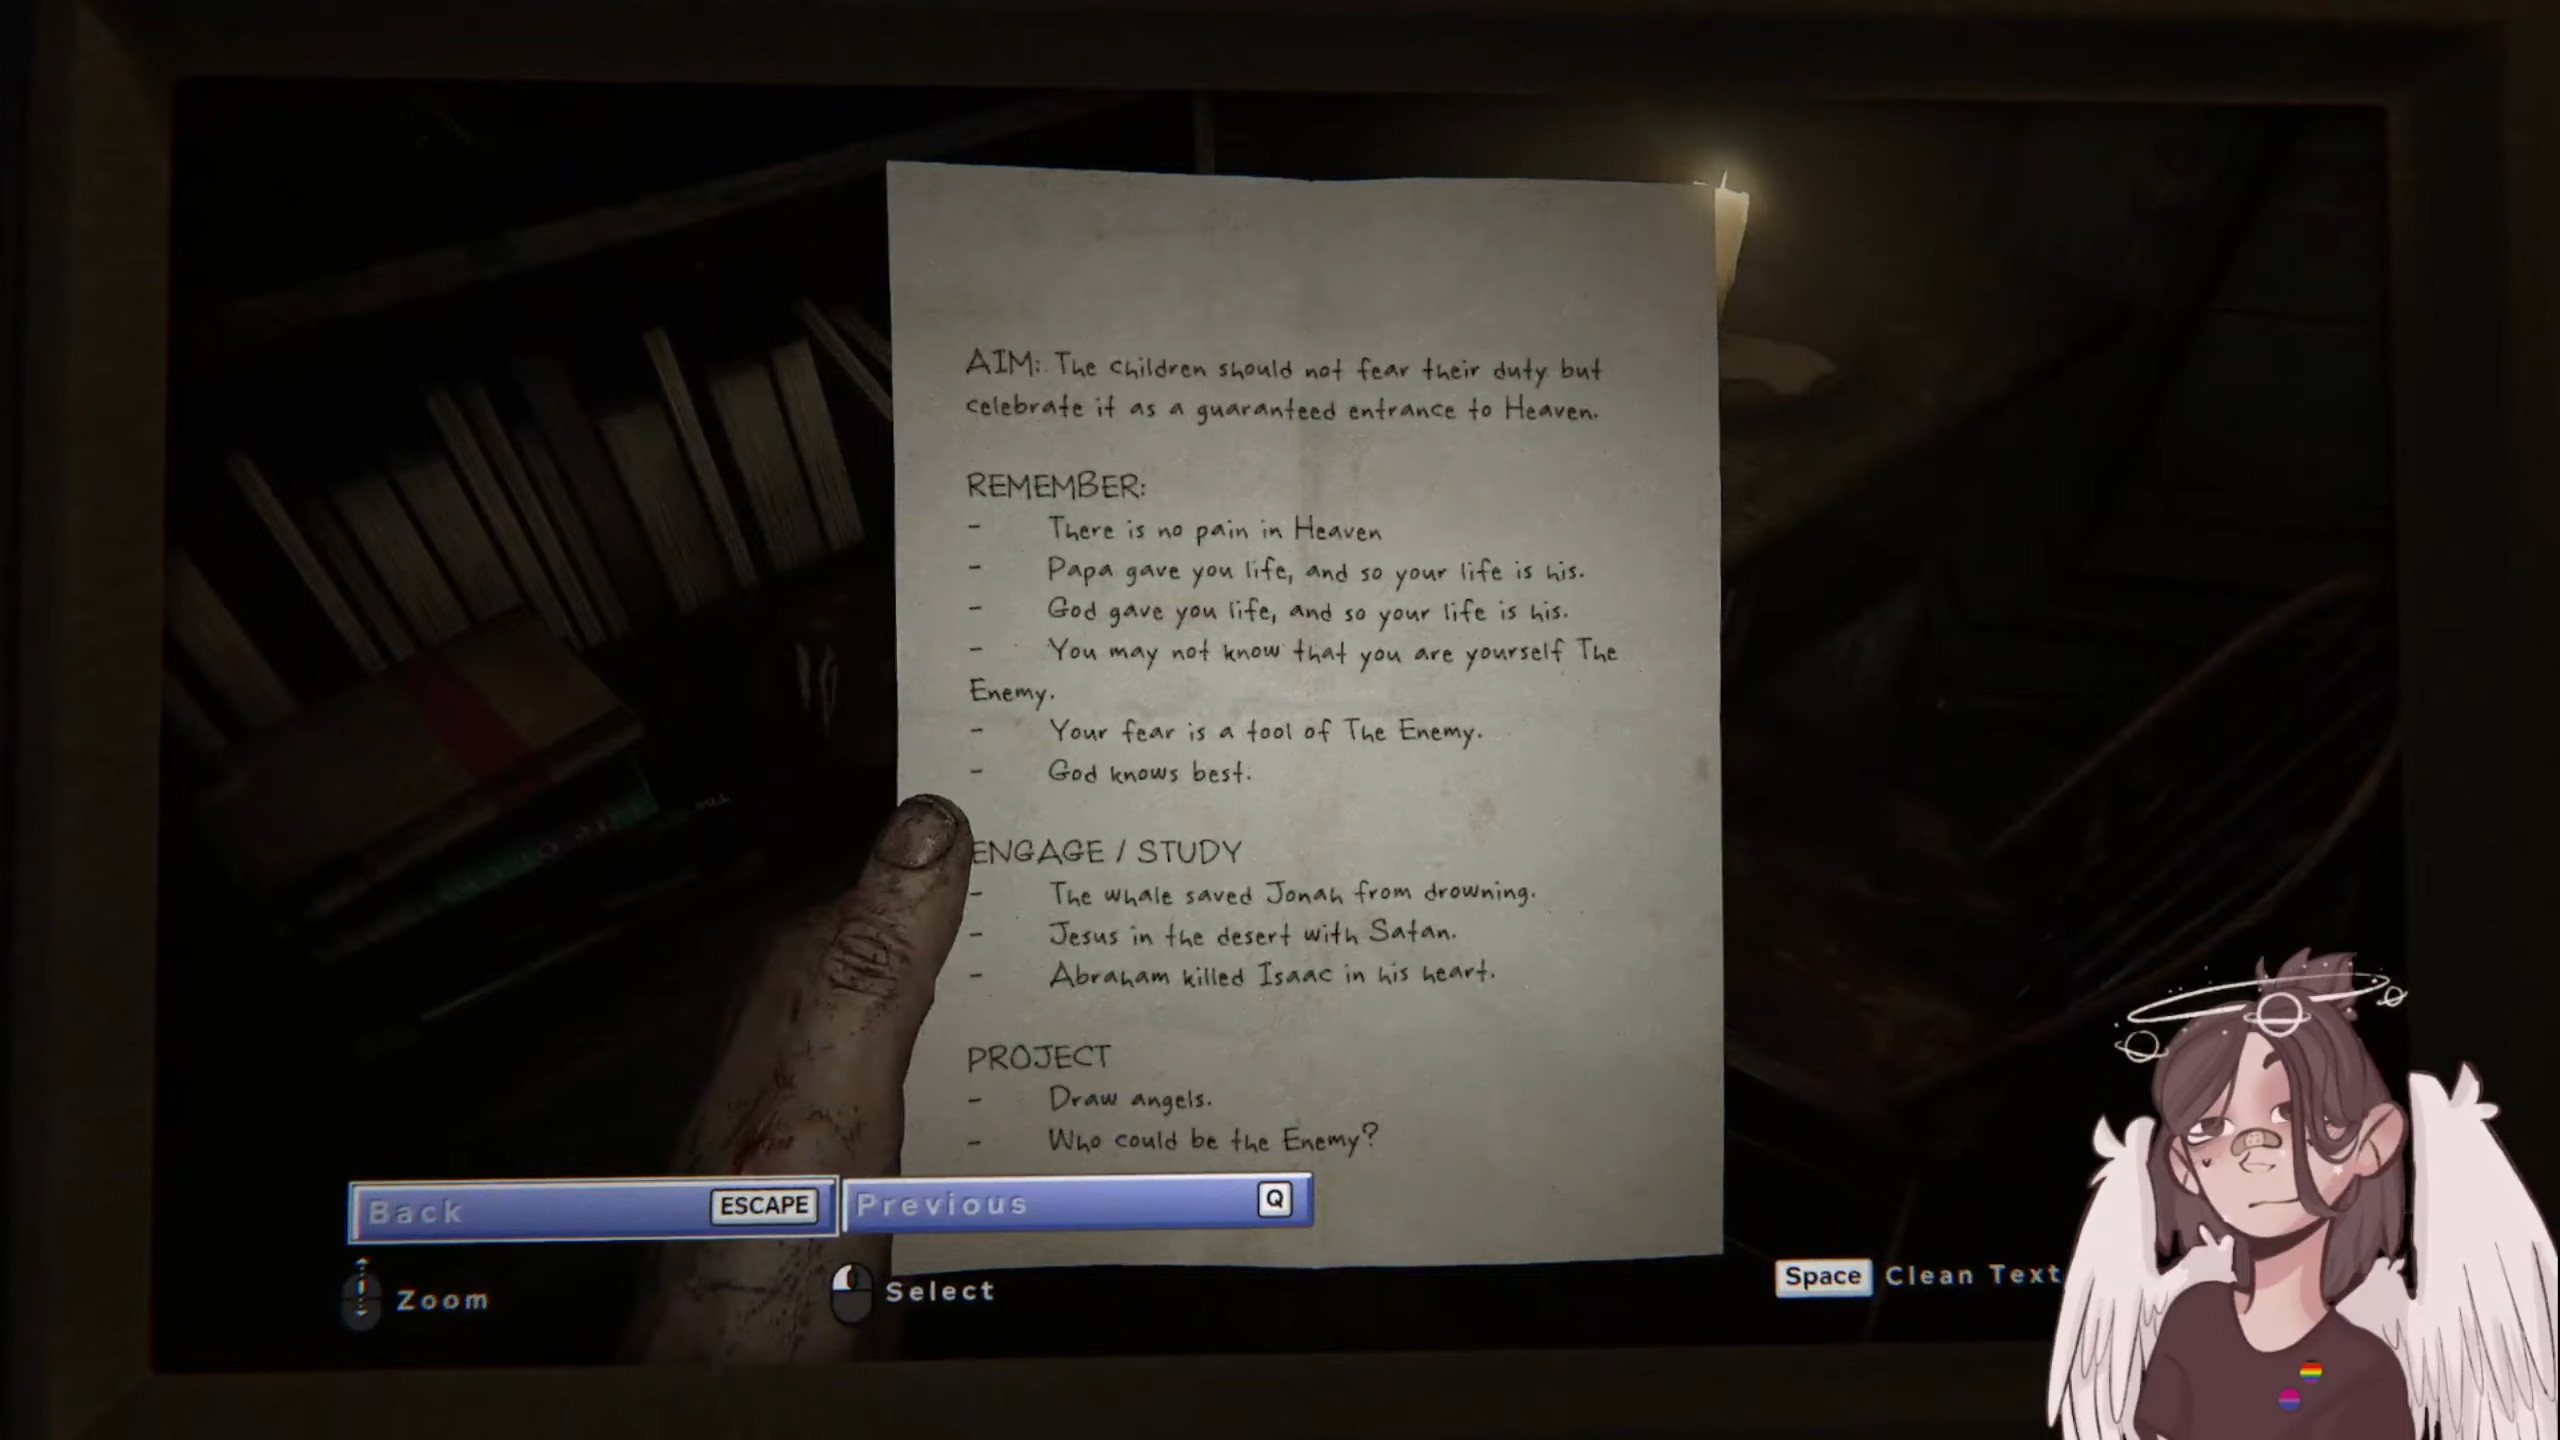 AIM: The children should not fear their duty but
celebrate it as a guaranteed entrance to Heaven.
REMEMBER:
- There is no pain in Heaven
- Papa gave you life, and so your life is his.
- God gave you life, and so your life is his.
- You may not know that you are yourself The
Enemy.
- Your fear is a tool of The Enemy.
- God knows best.
ENGAGE / STUDY
- The whale saved Jonah from drowning.
- Jesus in the desert with Satan.
- Abraham killed Isaac in his heart.
PROJECT
- Draw angels.
- Who could be the Enemy?
Back ESCAPE Previous Q
Zoom Select Space Clean Text